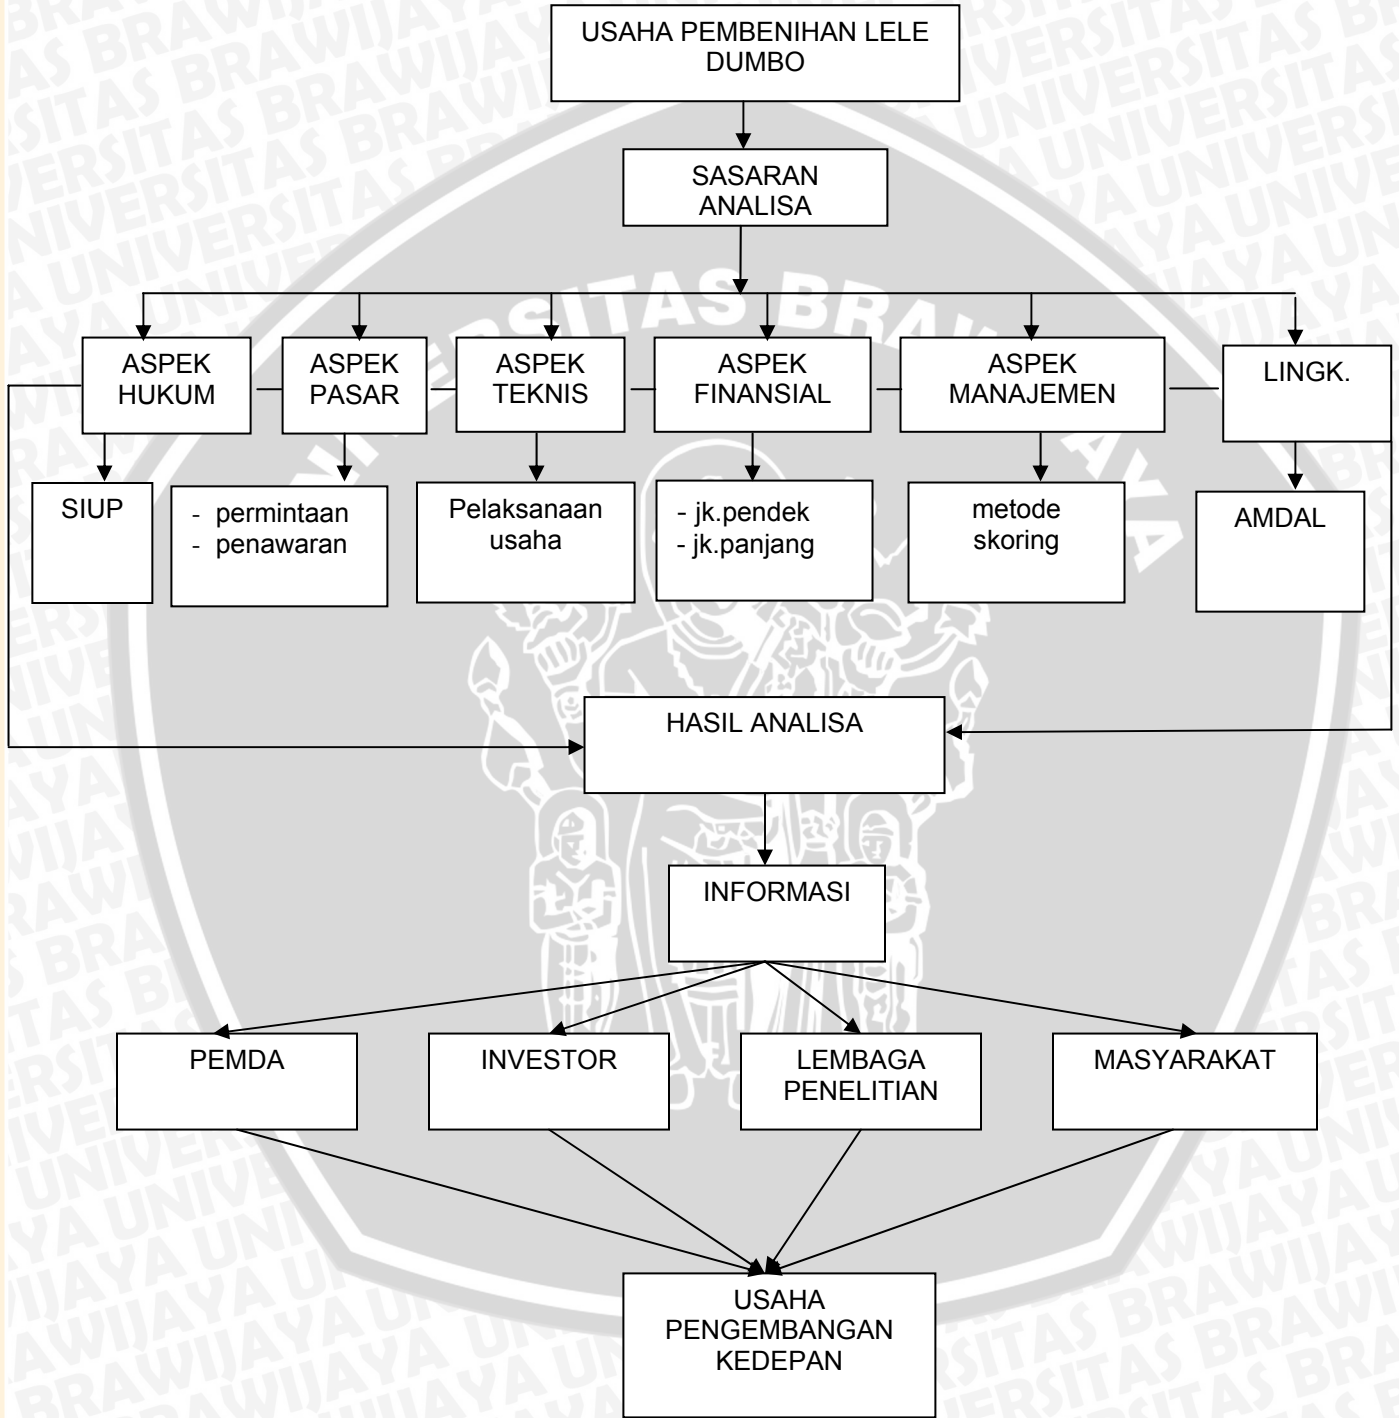 USAHA PEMBENIHAN LELE
DUMBO
SASARAN
ANALISA
UNIVERSITAS BRAWIJAYA
ASPEK
HUKUM
ASPEK
PASAR
ASPEK
TEKNIS
ASPEK
FINANSIAL
ASPEK
MANAJEMEN
LINGK.
SIUP
- permintaan
- penawaran
Pelaksanaan
usaha
- jk.pendek
- jk.panjang
metode
skoring
AMDAL
HASIL ANALISA
INFORMASI
PEMDA
INVESTOR
LEMBAGA
PENELITIAN
MASYARAKAT
USAHA
PENGEMBANGAN
KEDEPAN